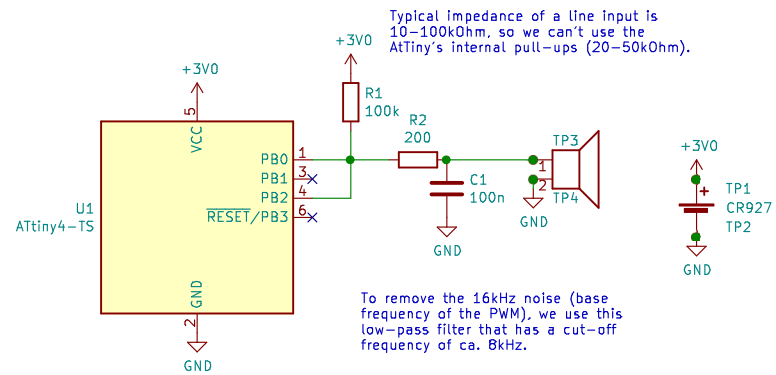 Typical impedance of a line input is
10-100kOhm, so we can't use the
AtTiny's internal pull-ups (20-50kOhm).
+3V0
R1
100k
+3V0
5
VCC
R2
200
PB0 1
PB1 3
PB2 4
RESET/PB3 6
U1
ATtiny4-TS
GND
2
GND
C1
100n
GND
TP3
1
2
TP4
GND
+3V0
+
TP1
CR927
TP2
GND
To remove the 16kHz noise (base
frequency of the PWM), we use this
low-pass filter that has a cut-off
frequency of ca. 8kHz.